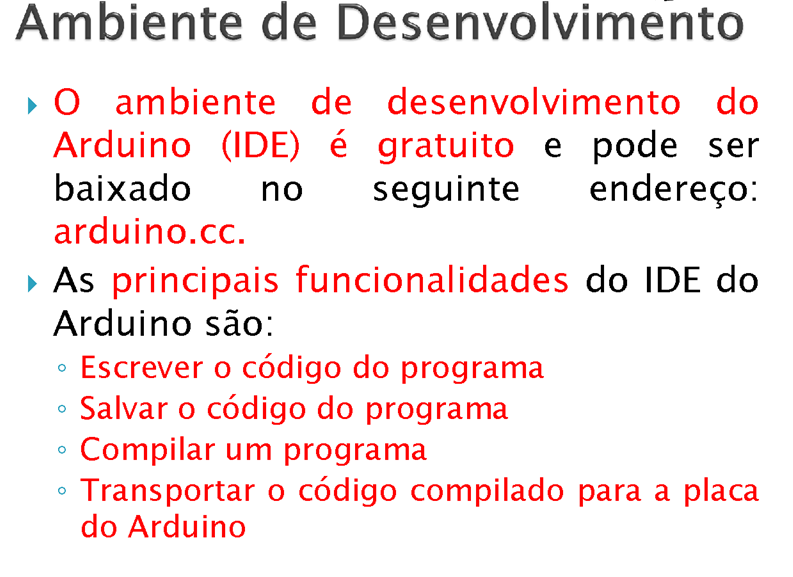 Ambiente de Desenvolvimento
O ambiente de desenvolvimento do
Arduino (IDE) é gratuito e pode ser
baixado no seguinte endereço:
arduino.cc.
As principais funcionalidades do IDE do
Arduino são:
Escrever o código do programa
Salvar o código do programa
Compilar um programa
Transportar o código compilado para a placa
do Arduino